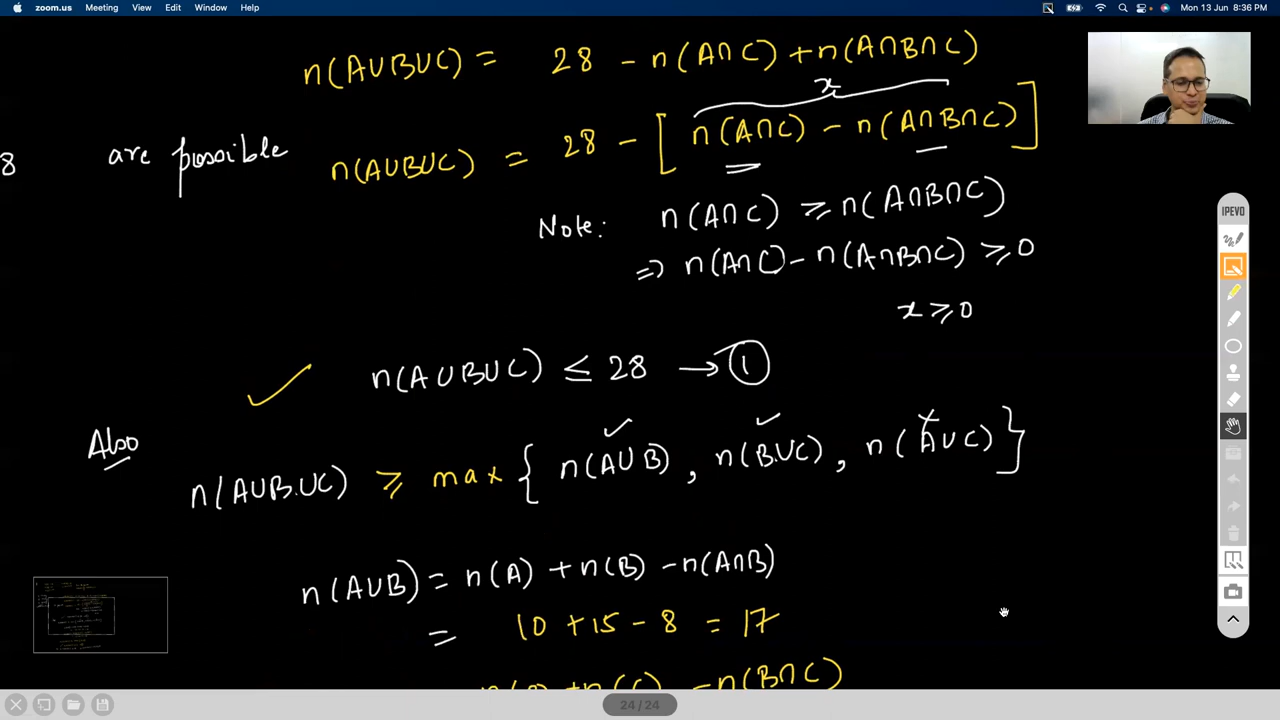 zoom.us Meeting View Edit Window Help Mon 13 Jun 8:36 PM
n(A∪B∪C) = 28 - n(A∩C) + n(A∩B∩C)
x
8 are possible n(A∪B∪C) = 28 - [ n(A∩C) - n(A∩B∩C) ]
IPEVO
Note: n(A∩C) ⩾ n(A∩B∩C)
=> n(A∩C) - n(A∩B∩C) ⩾ 0
x ⩾ 0
n(A∪B∪C) ≤ 28 → 1
Also
n(A∪B∪C) ⩾ max { n(A∪B), n(B∪C), n(A∪C) }
n(A∪B) = n(A) + n(B) - n(A∩B)
= 10 + 15 - 8 = 17
- n(B∩C)
24 / 24